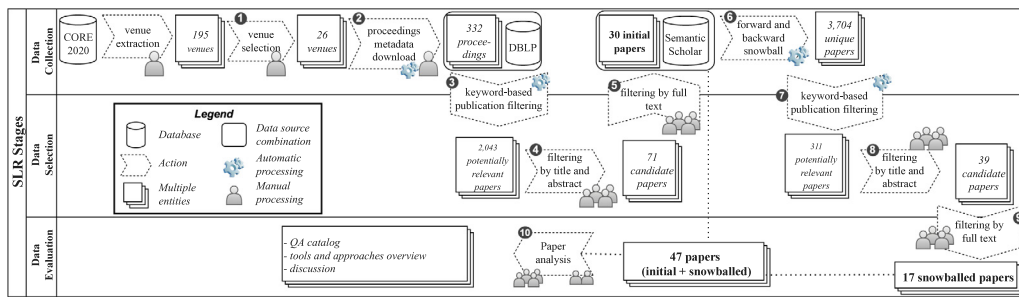 SLR Stages
Data
Collection
CORE
2020
venue
extraction
195
venues
1
venue
selection
26
venues
2
proceedings
metadata
download
332
procee-
dings
DBLP
30 initial
papers
Semantic
Scholar
6
forward and
backward
snowball
3,704
unique
papers
3
keyword-based
publication filtering
5
filtering by full
text
7
keyword-based
publication filtering
Data
Selection
Legend
Database
Data source
combination
Action
Automatic
processing
Multiple
entities
Manual
processing
2,043
potentially
relevant
papers
4
filtering
by title and
abstract
71
candidate
papers
311
potentially
relevant
papers
8
filtering
by title and
abstract
39
candidate
papers
9
filtering by
full text
Data
Evaluation
- QA catalog
- tools and approaches overview
- discussion
10
Paper
analysis
47 papers
(initial + snowballed)
17 snowballed papers